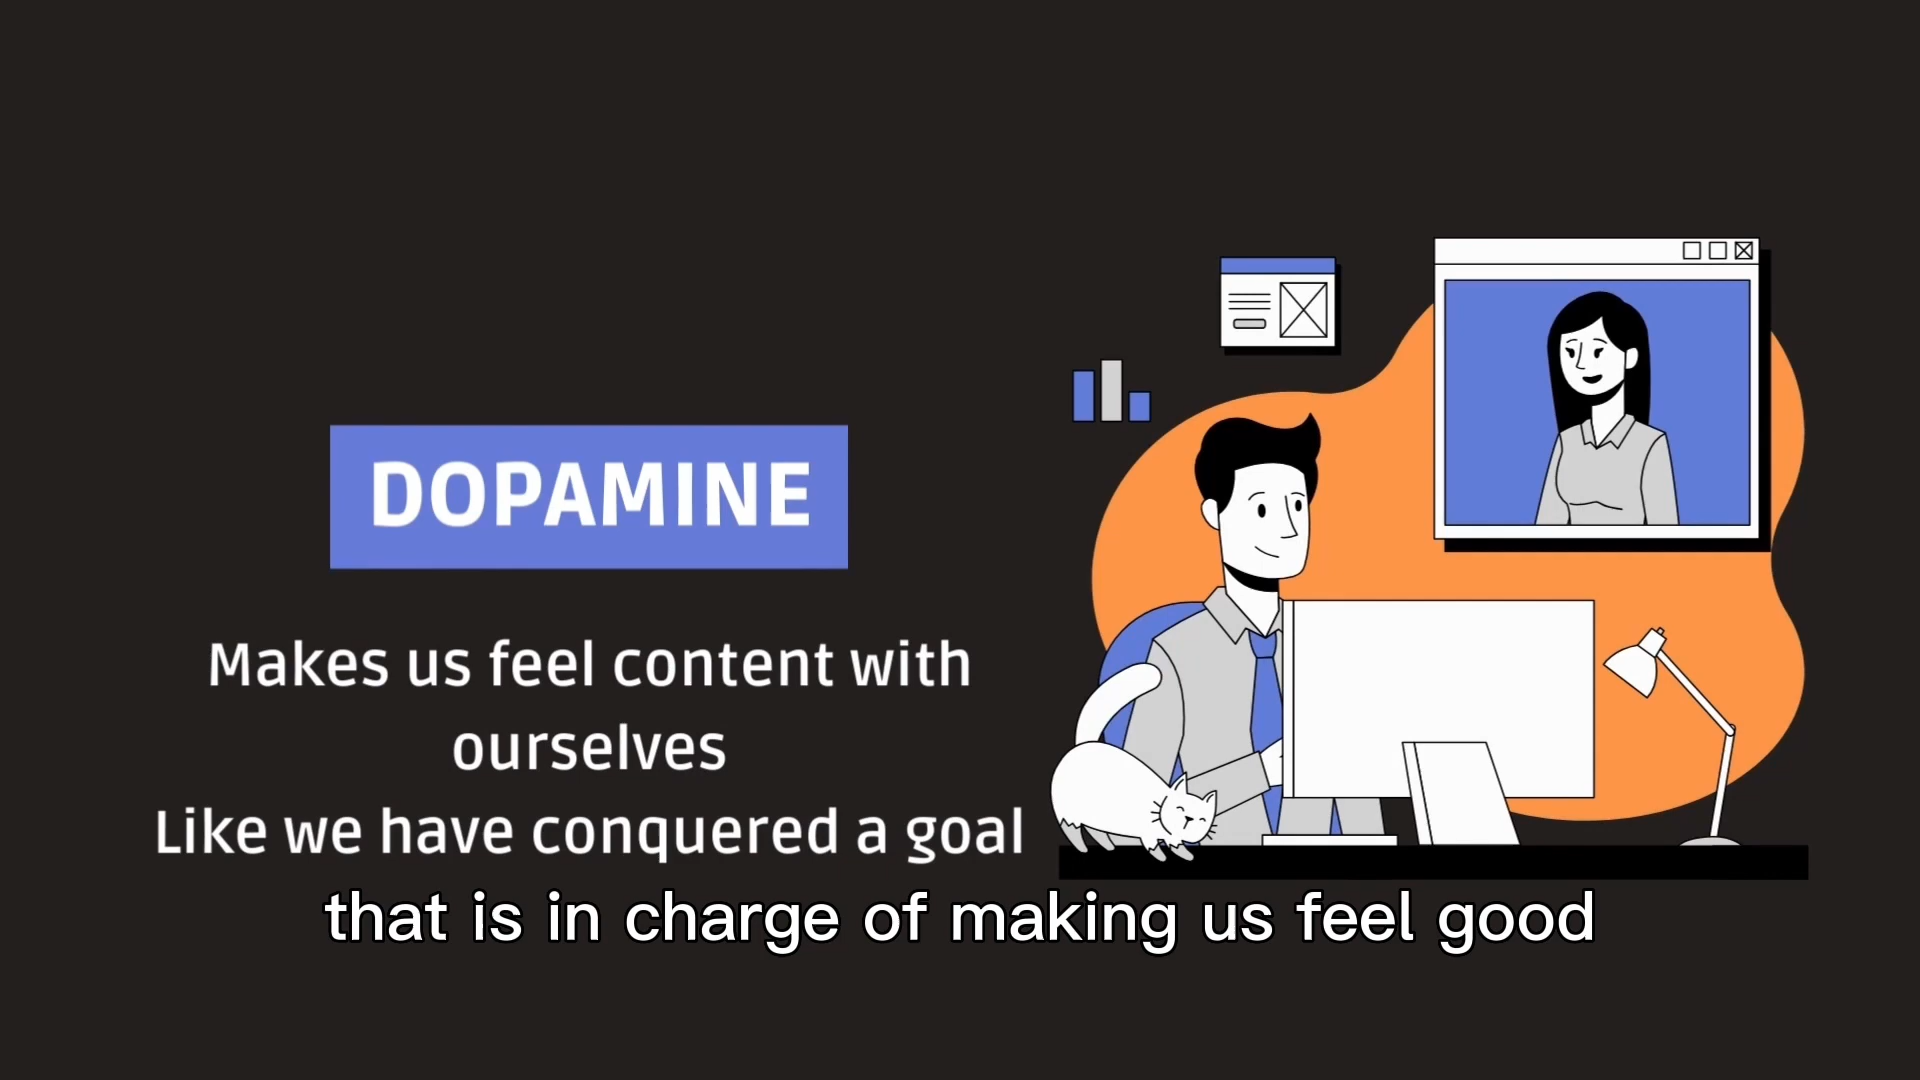 DOPAMINE
Makes us feel content with
ourselves
Like we have conquered a goal
that is in charge of making us feel good